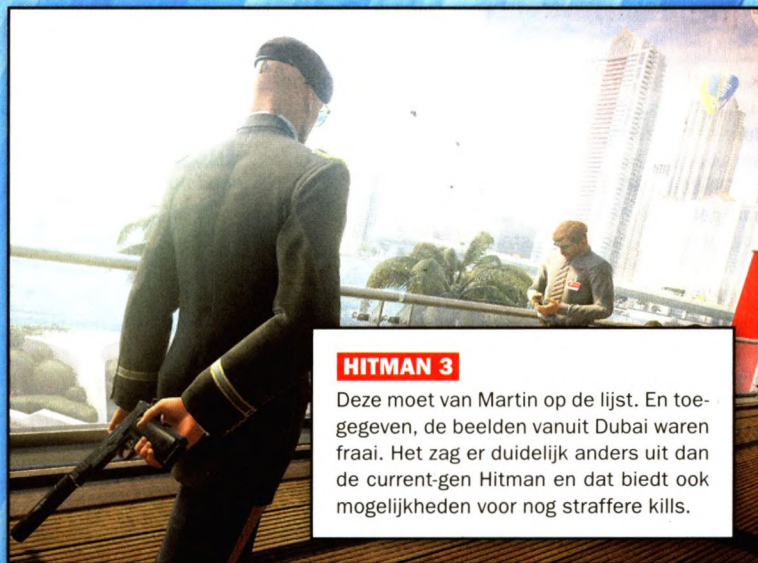 HITMAN 3
Deze moet van Martin op de lijst. En toe-
gegeven, de beelden vanuit Dubai waren
fraai. Het zag er duidelijk anders uit dan
de current-gen Hitman en dat biedt ook
mogelijkheden voor nog straffere kills.